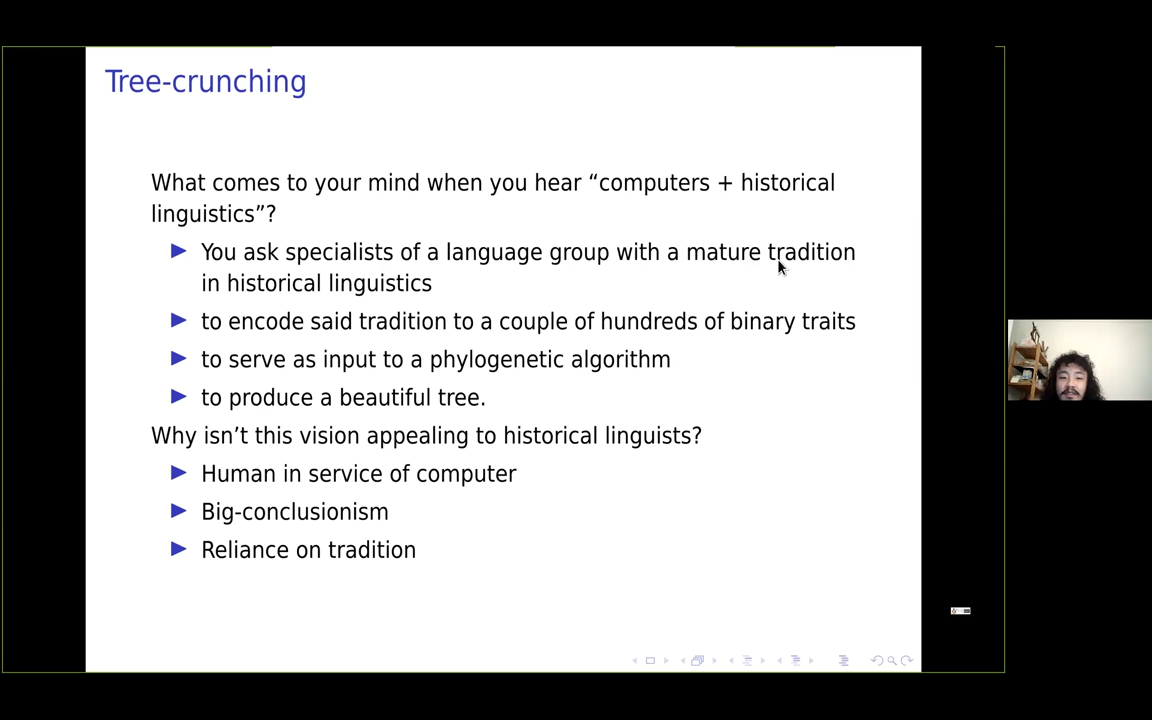 Tree-crunching
What comes to your mind when you hear “computers + historical
linguistics”?
You ask specialists of a language group with a mature tradition
in historical linguistics
to encode said tradition to a couple of hundreds of binary traits
to serve as input to a phylogenetic algorithm
to produce a beautiful tree.
Why isn’t this vision appealing to historical linguists?
Human in service of computer
Big-conclusionism
Reliance on tradition